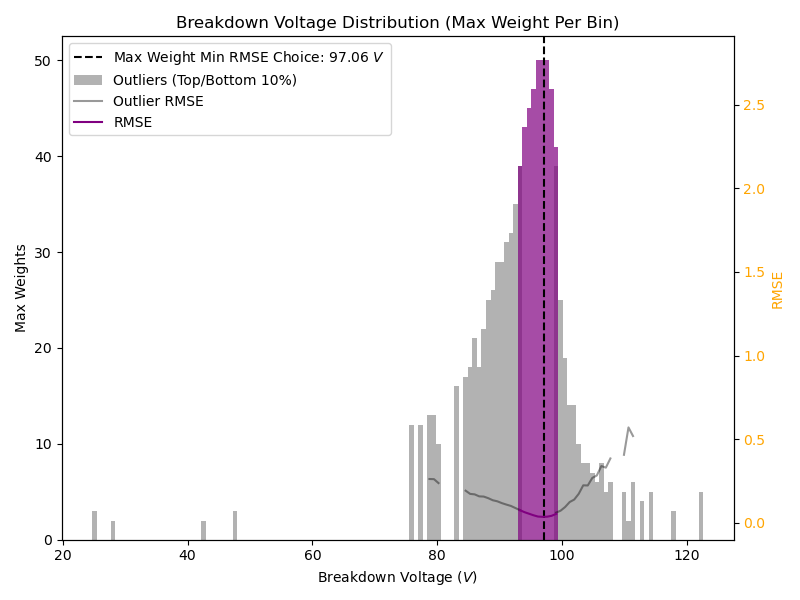 Breakdown Voltage Distribution (Max Weight Per Bin)
Max Weight Min RMSE Choice: 97.06 V
Outliers (Top/Bottom 10%)
Outlier RMSE
RMSE
Max Weights
50
40
30
20
10
0
2.5
2.0
1.5
1.0
0.5
0.0
RMSE
20 40 60 80 100 120
Breakdown Voltage (V)